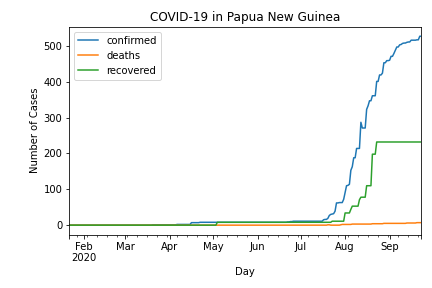 COVID-19 in Papua New Guinea
confirmed
deaths
recovered
Number of Cases
500
400
300
200
100
0
Feb Mar Apr May Jun Jul Aug Sep
2020
Day